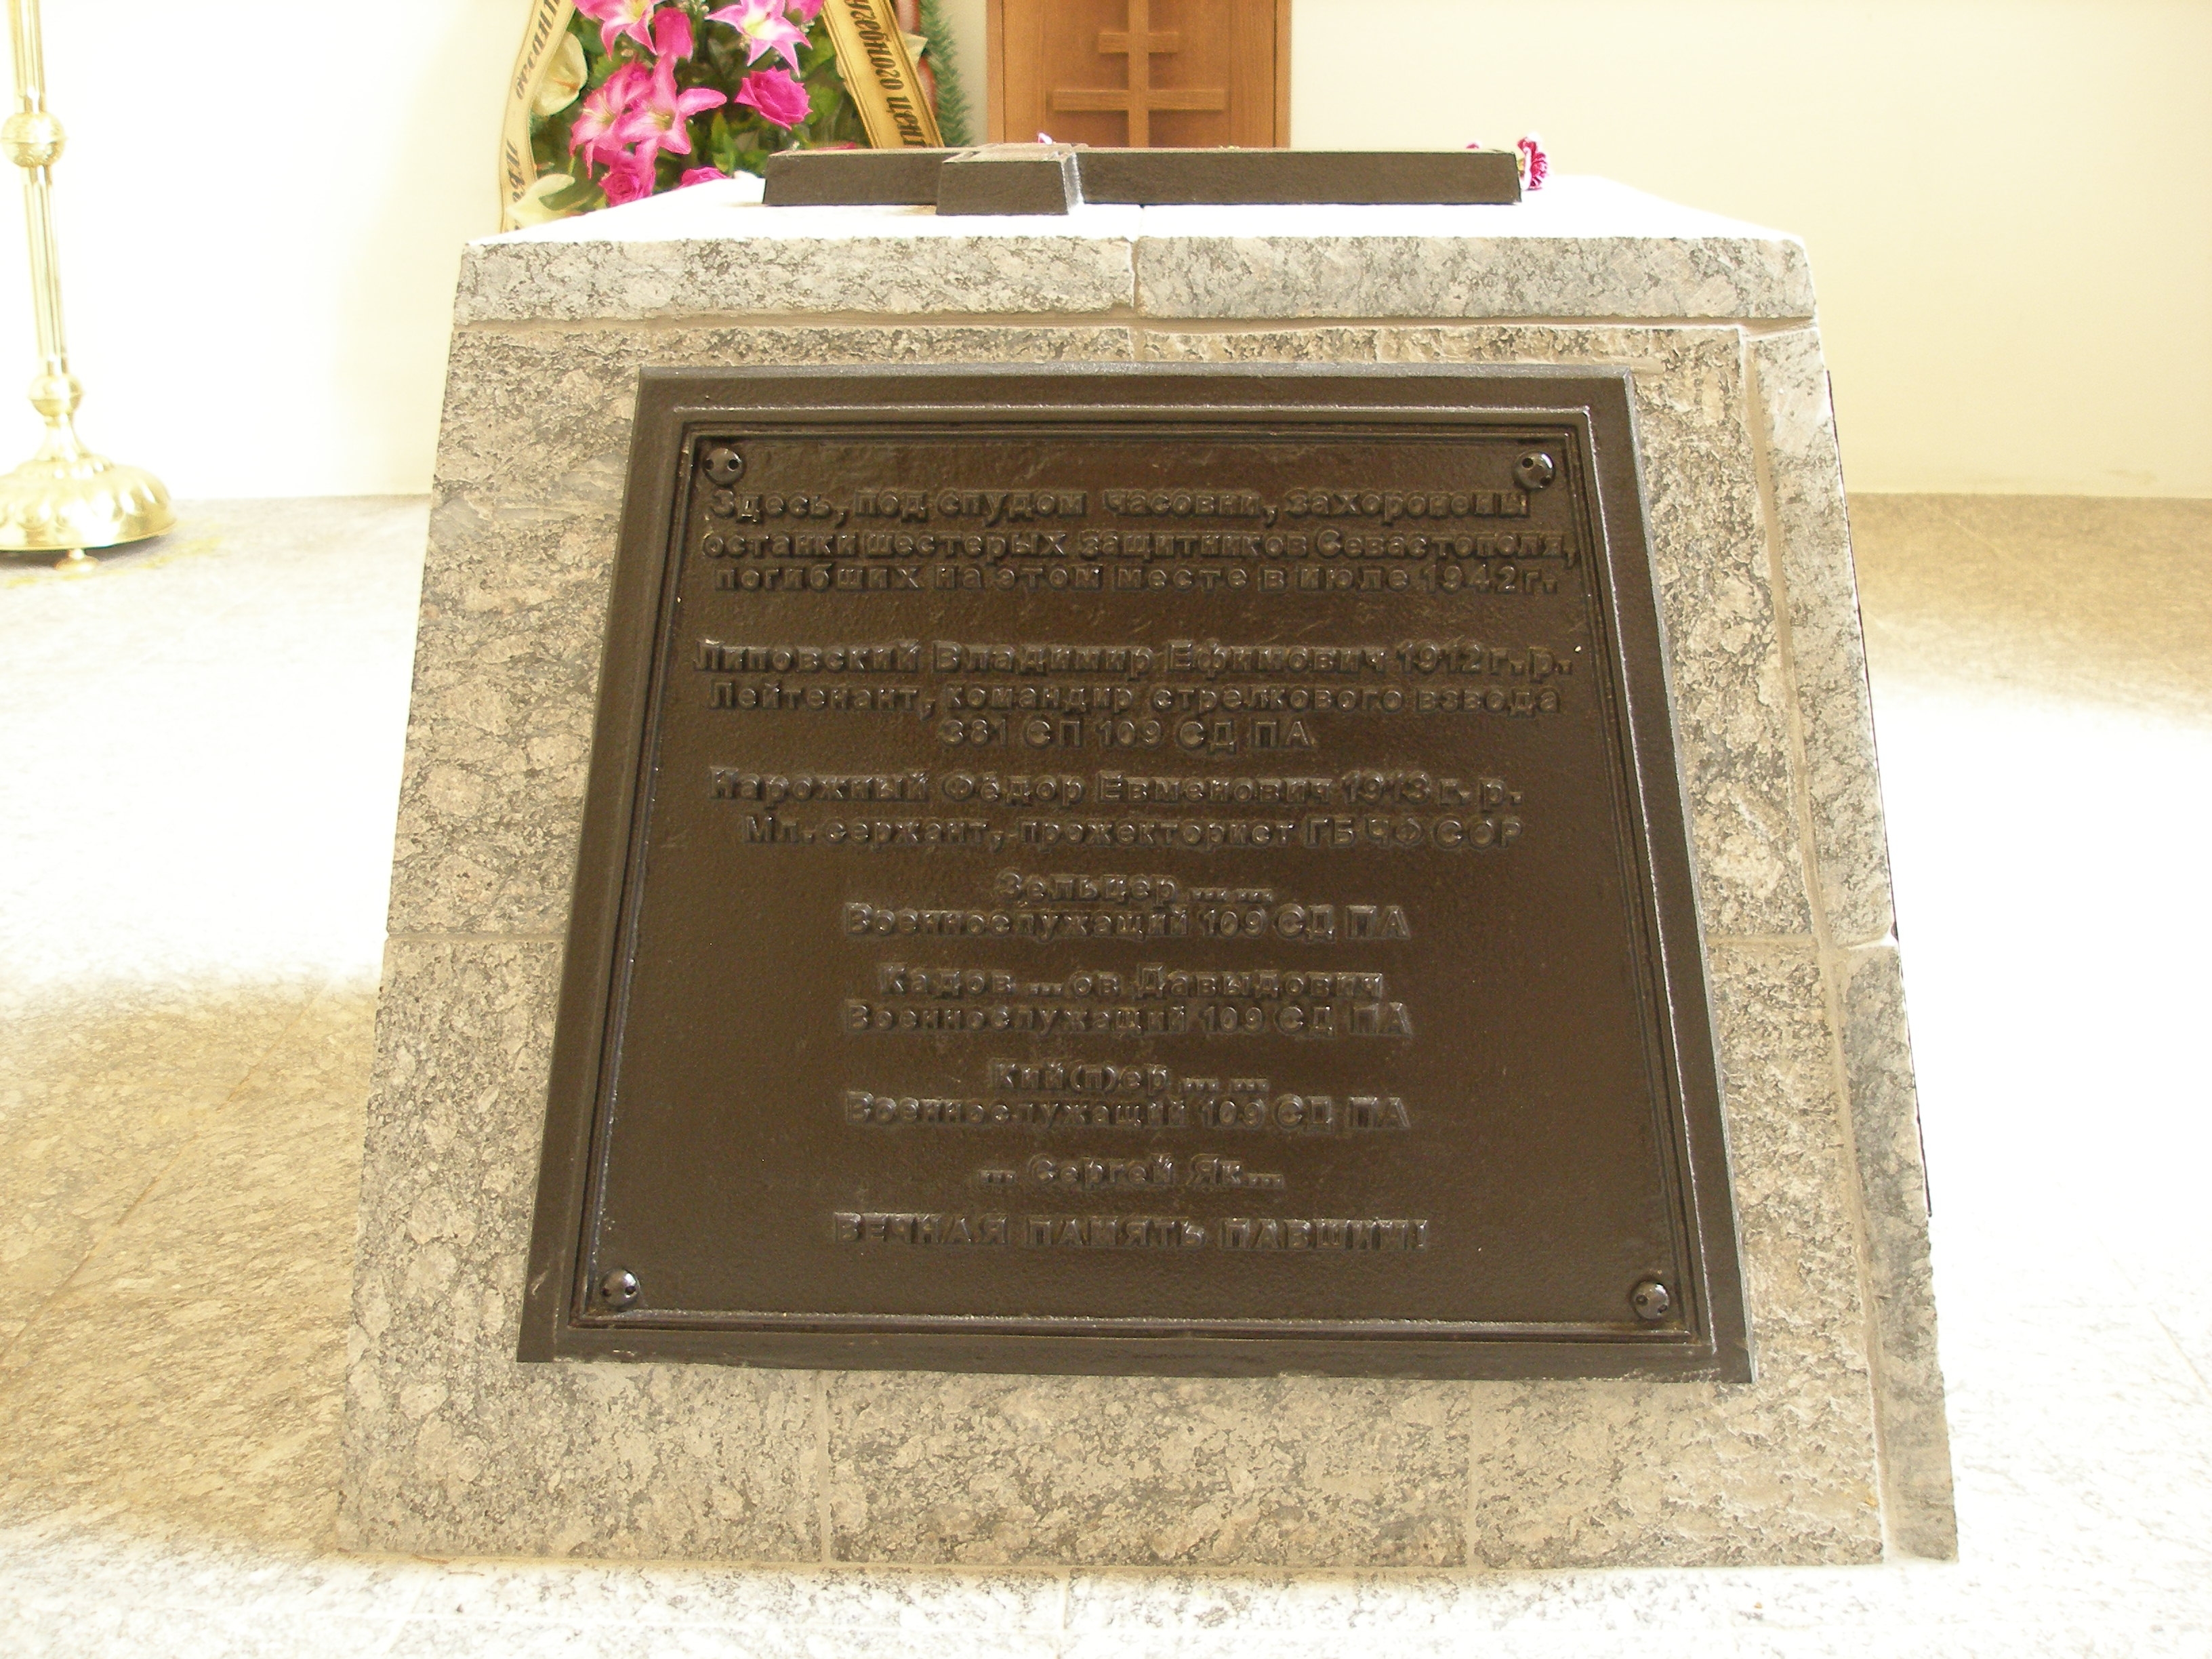 учебного цент
Здесь, под спудом часовни, захоронены
останки шестерых защитников Севастополя,
погибших на этом месте в июле 1942 г.
Липовский Владимир Ефимович 1912 г. р.
Лейтенант, командир стрелкового взвода
381 СП 109 СД ПА
Нарожный Фёдор Евменович 1913 г. р.
Мл. сержант, прожекторист ГБ ЧФ СОР
Зельцер ... ...
Военнослужащий 109 СД ПА
Кадов ... ов Давыдович
Военнослужащий 109 СД ПА
Кий(п)ер ... ...
Военнослужащий 109 СД ПА
... Сергей Як...
ВЕЧНАЯ ПАМЯТЬ ПАВШИМ!